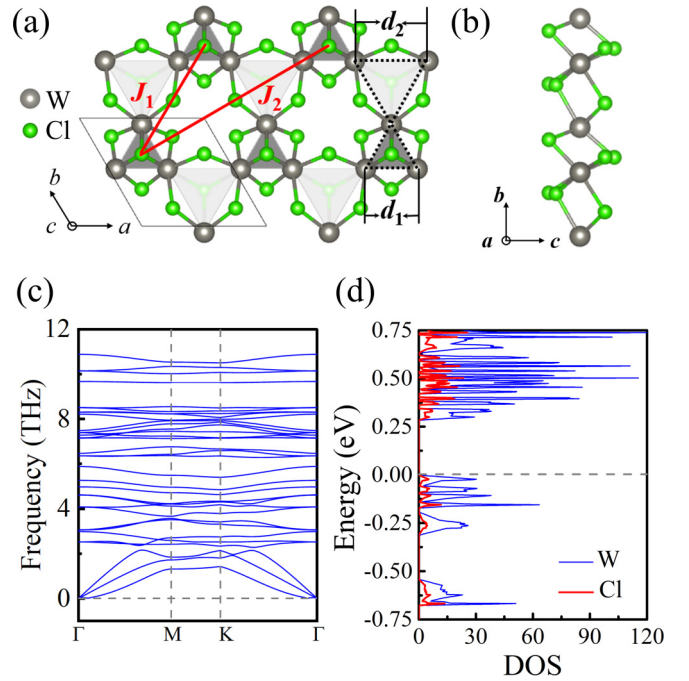 (a)
(b)
d₂
J₁
J₂
W
Cl
b
c
a
d₁
b
a
c
(c)
(d)
12
8
4
0
Frequency (THz)
Γ
M
K
Γ
0.75
0.50
0.25
0.00
-0.25
-0.50
-0.75
Energy (eV)
W
Cl
0
30
60
90
120
DOS